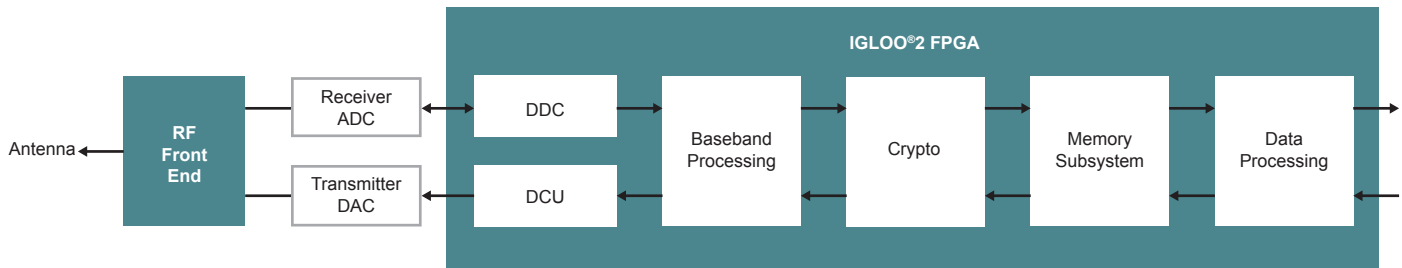 IGLOO®2 FPGA
Antenna
RF
Front
End
Receiver
ADC
Transmitter
DAC
DDC
DCU
Baseband
Processing
Crypto
Memory
Subsystem
Data
Processing